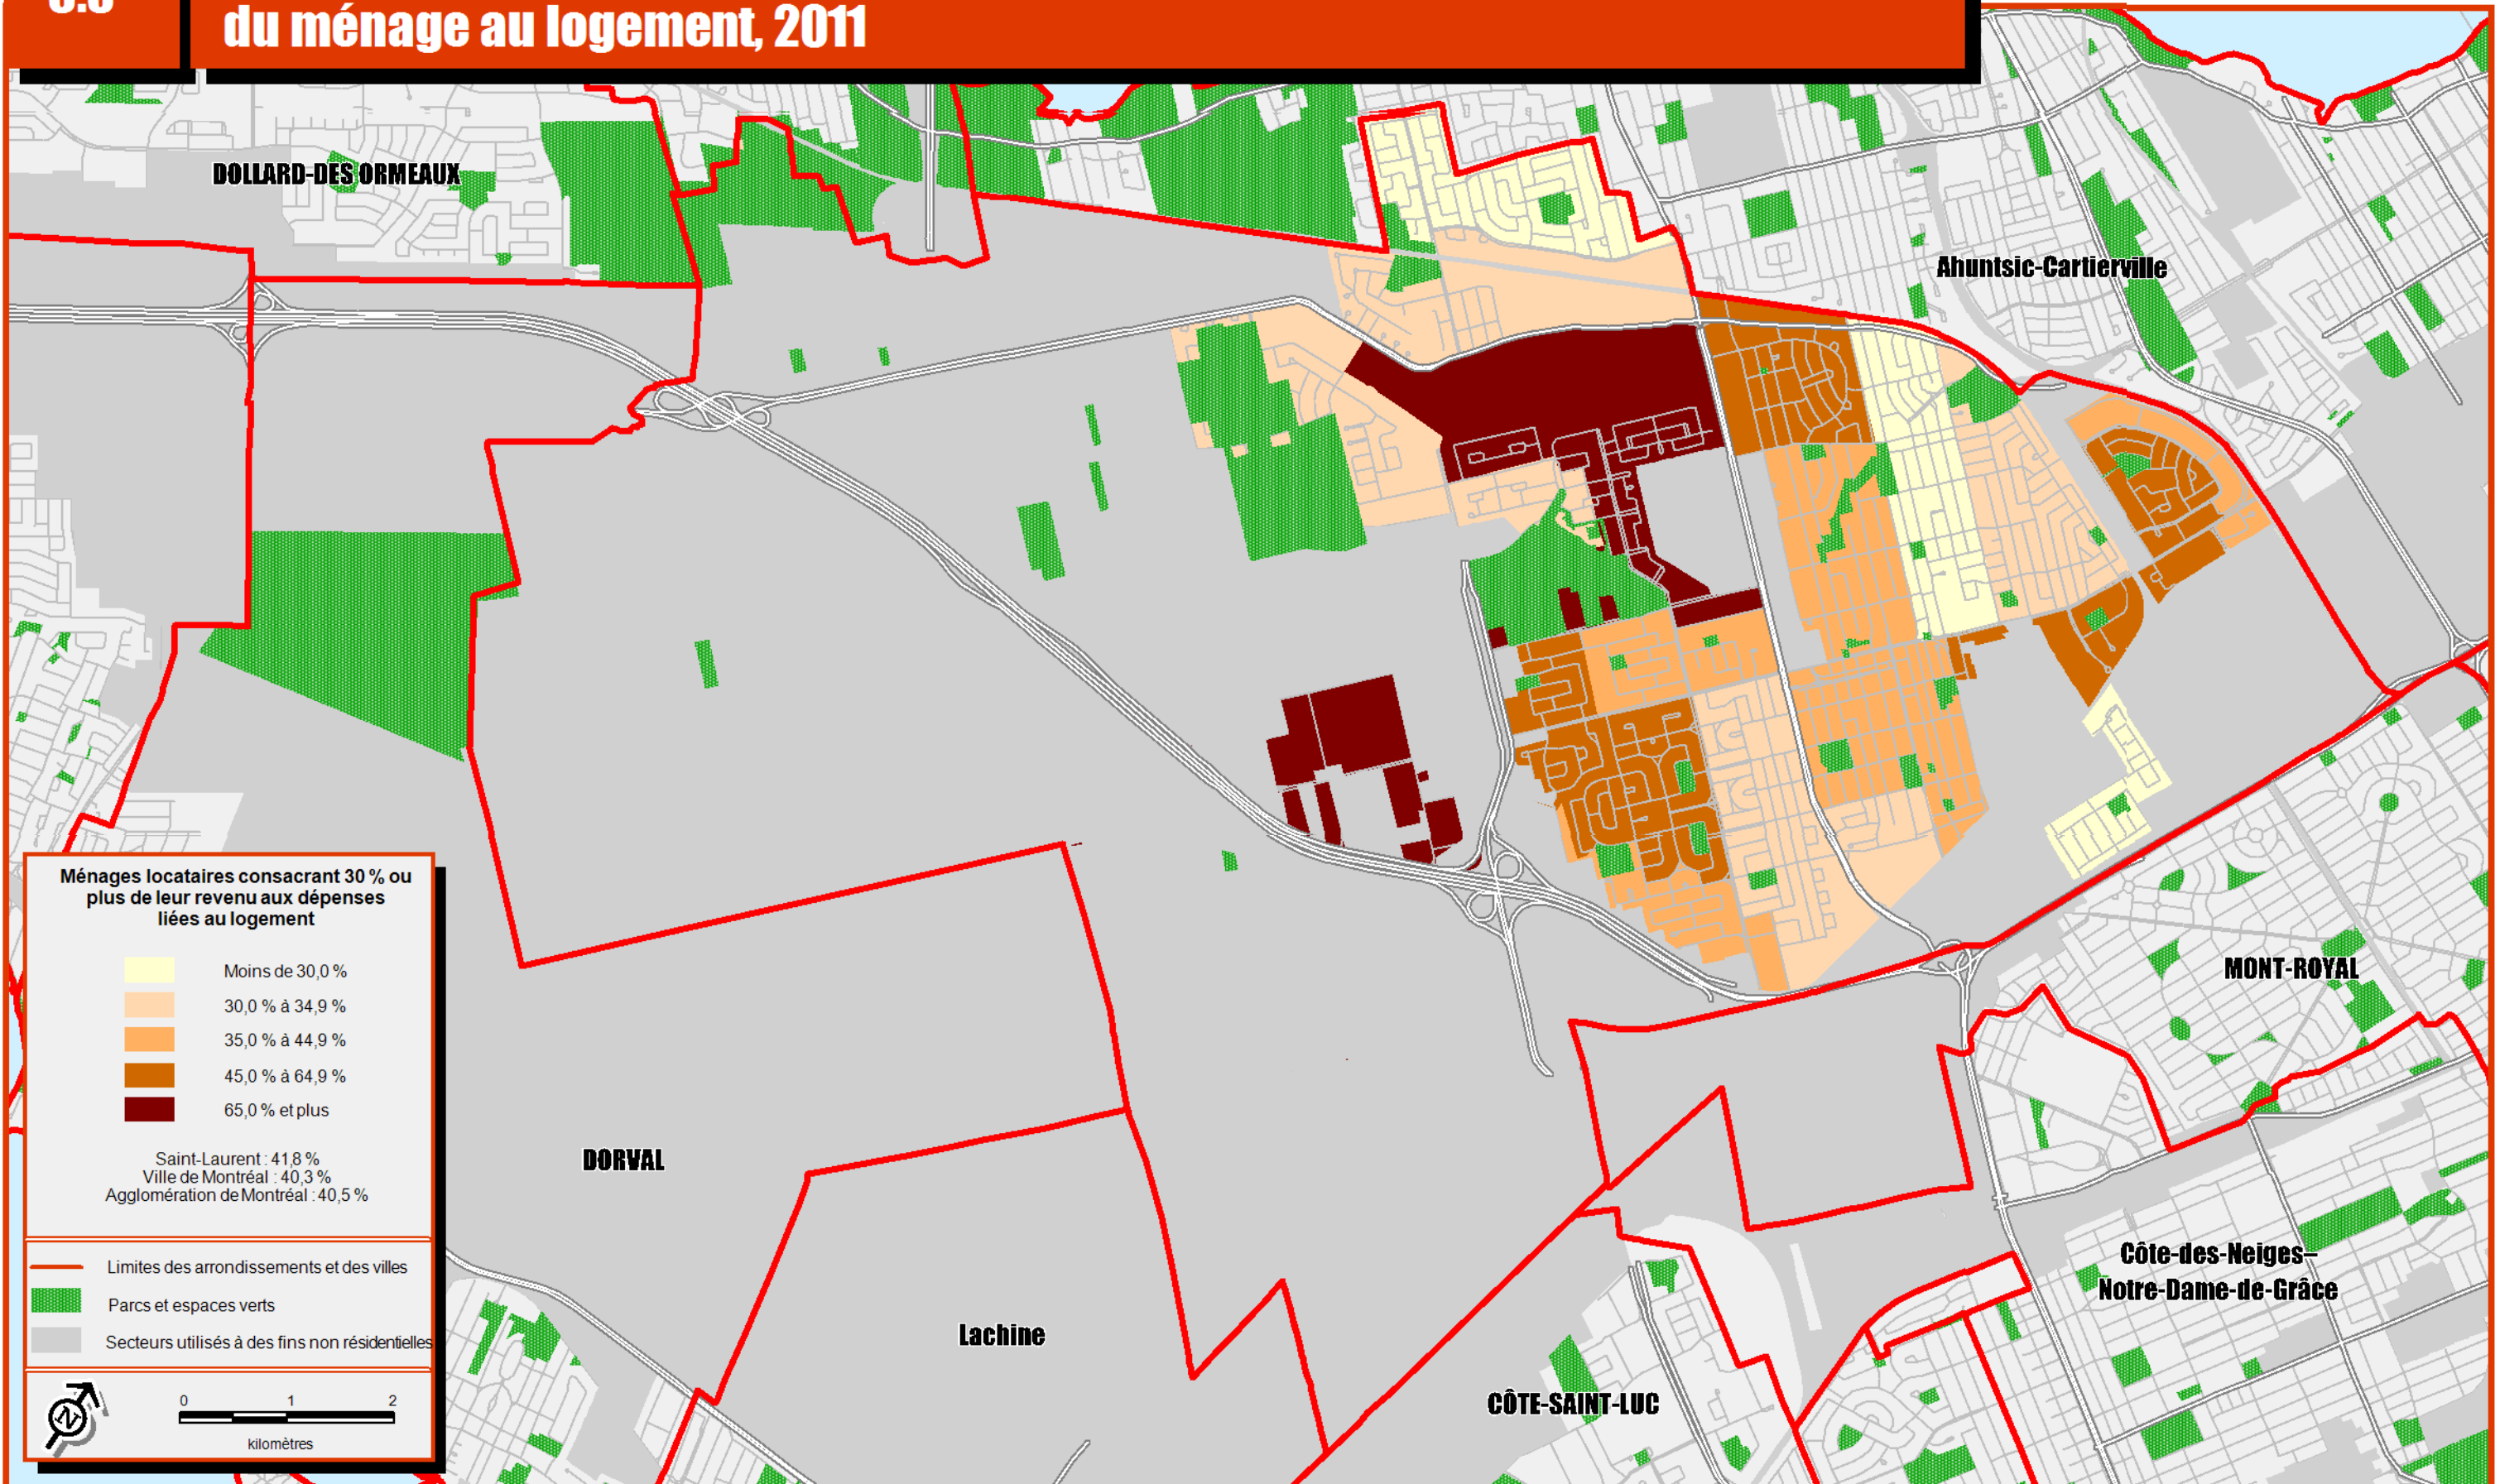 du ménage au logement, 2011
DOLLARD-DES ORMEAUX
Ahuntsic-Cartierville
Ménages locataires consacrant 30 % ou
plus de leur revenu aux dépenses
liées au logement
Moins de 30,0 %
30,0 % à 34,9 %
35,0 % à 44,9 %
45,0 % à 64,9 %
65,0 % et plus
Saint-Laurent : 41,8 %
Ville de Montréal : 40,3 %
Agglomération de Montréal : 40,5 %
Limites des arrondissements et des villes
Parcs et espaces verts
Secteurs utilisés à des fins non résidentielles
N
0 1 2
kilomètres
MONT-ROYAL
DORVAL
Côte-des-Neiges–
Notre-Dame-de-Grâce
Lachine
CÔTE-SAINT-LUC